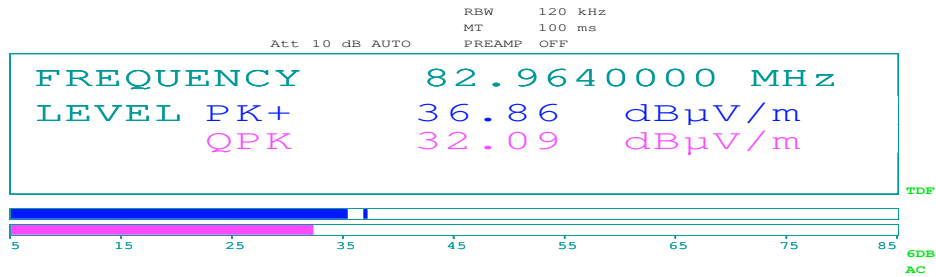 RBW 120 kHz
MT 100 ms
Att 10 dB AUTO PREAMP OFF
FREQUENCY 82.9640000 MHz
LEVEL PK+ 36.86 dBµV/m
QPK 32.09 dBµV/m
TDF
5 15 25 35 45 55 65 75 85
6DB
AC